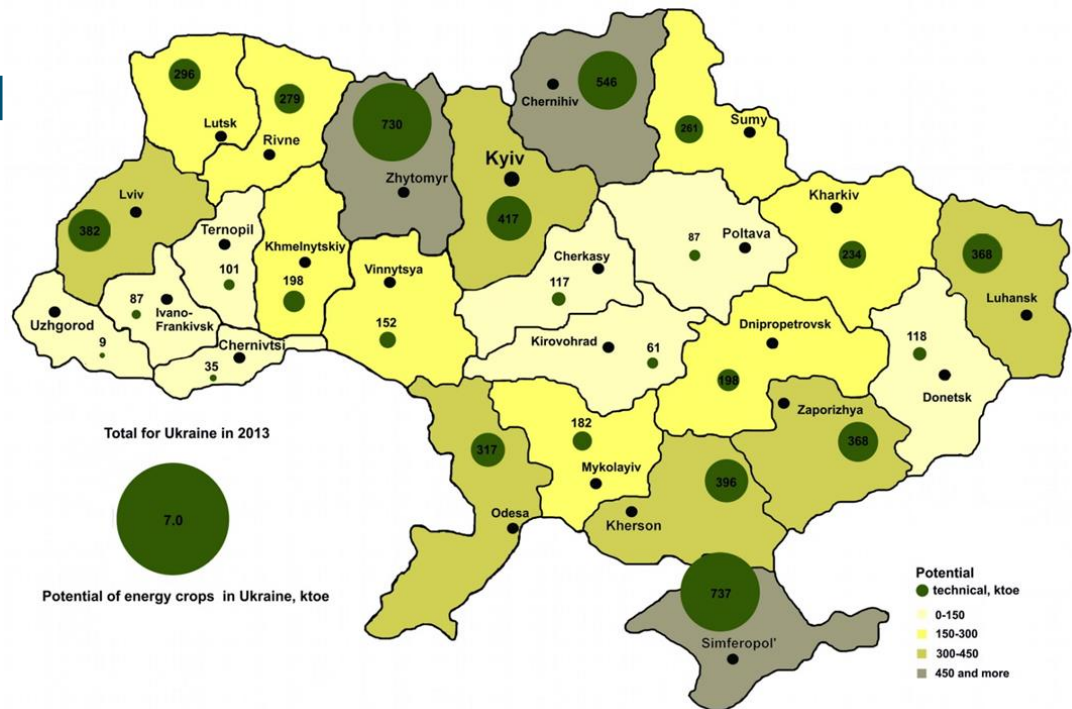 296
279
730
546
261
Lutsk
Rivne
Zhytomyr
Kyiv
417
Chernihiv
Sumy
Lviv
382
Ternopil
101
Khmelnytskiy
198
Vinnytsya
152
Cherkasy
117
87
Poltava
Kharkiv
234
368
Luhansk
Uzhgorod
9
87
Ivano-
Frankivsk
Chernivtsi
35
Kirovohrad
61
Dnipropetrovsk
198
118
Donetsk
Zaporizhya
368
317
Odesa
182
Mykolayiv
396
Kherson
737
Simferopol'
Total for Ukraine in 2013
7.0
Potential of energy crops in Ukraine, ktoe
Potential
technical, ktoe
0-150
150-300
300-450
450 and more